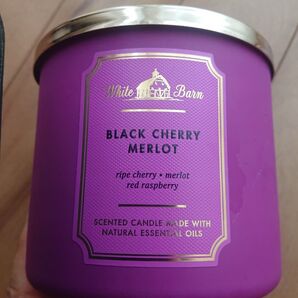 White Barn
BLACK CHERRY
MERLOT
ripe cherry • merlot
red raspberry
SCENTED CANDLE MADE WITH
NATURAL ESSENTIAL OILS